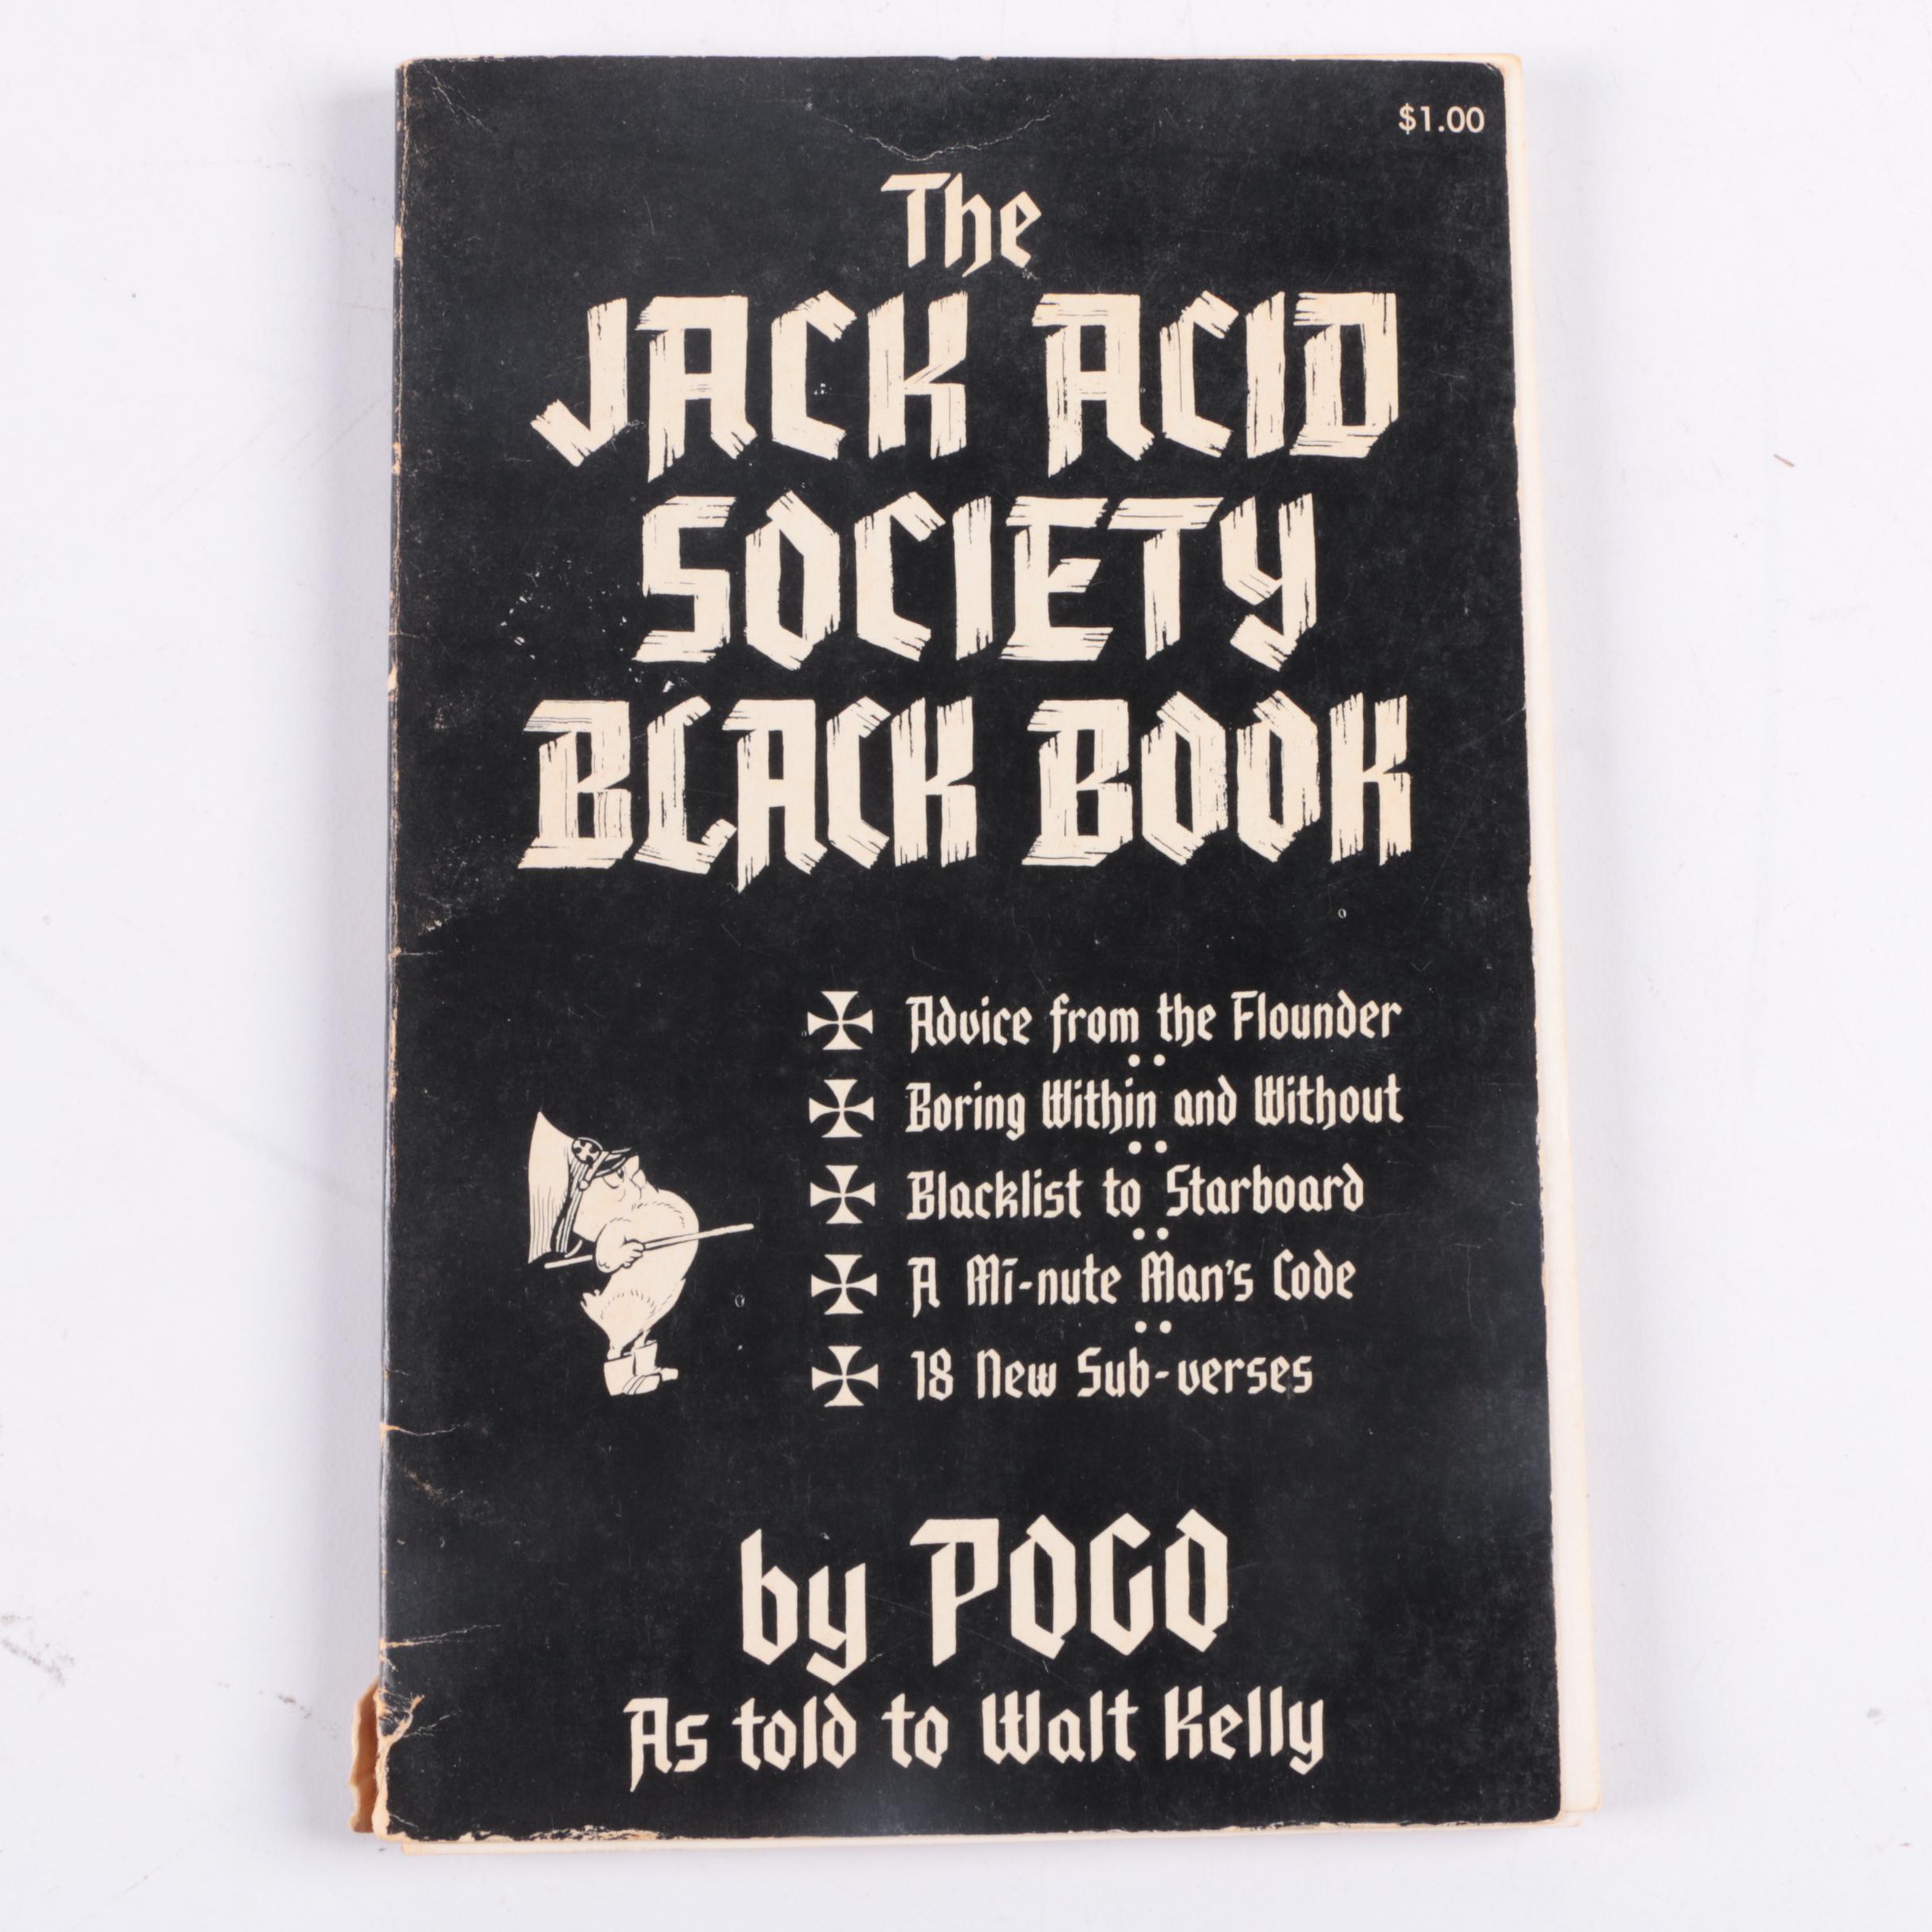 $1.00
The
JACK ACID
SOCIETY
BLACK BOOK
Advice from the Flounder
Boring Within and Without
Blacklist to Starboard
A Mī-nute Man's Code
18 New Sub-verses
by POGO
As told to Walt Kelly